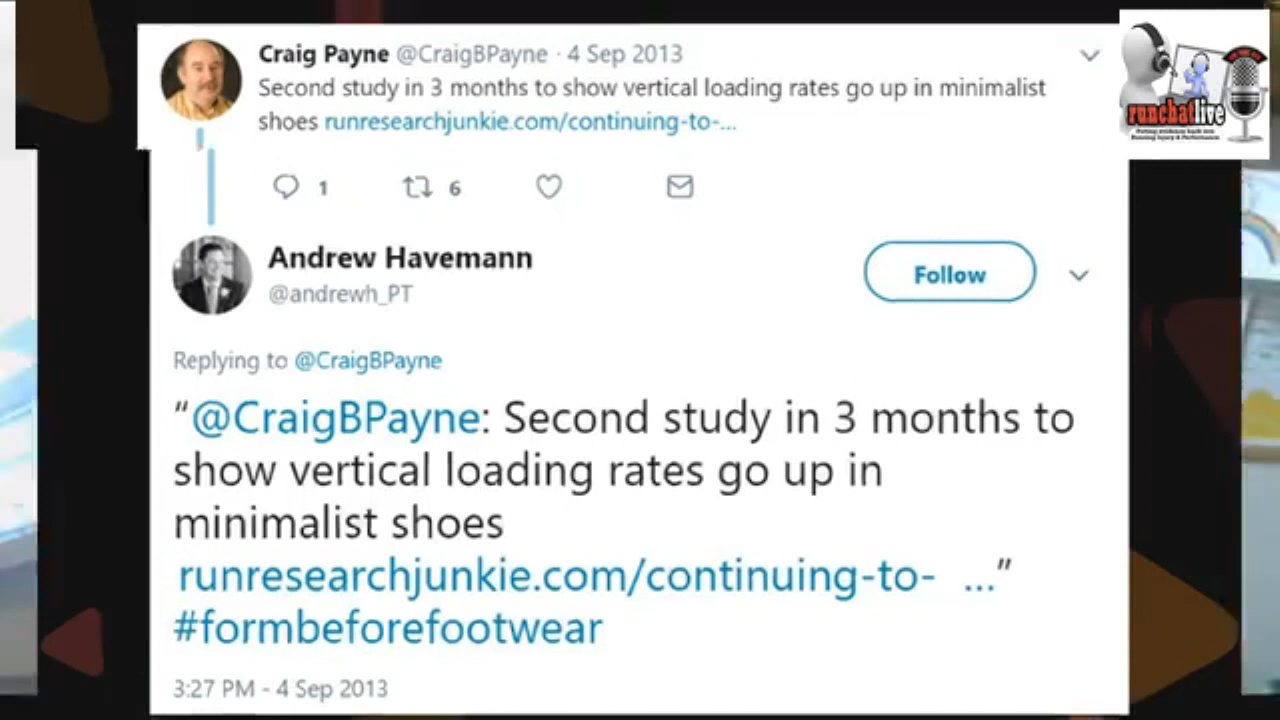 Craig Payne @CraigBPayne · 4 Sep 2013
Second study in 3 months to show vertical loading rates go up in minimalist
shoes runresearchjunkie.com/continuing-to-...
1 6
Andrew Havemann
@andrewh_PT
Follow
Replying to @CraigBPayne
"@CraigBPayne: Second study in 3 months to
show vertical loading rates go up in
minimalist shoes
runresearchjunkie.com/continuing-to- ..."
#formbeforefootwear
3:27 PM - 4 Sep 2013
runchatlive